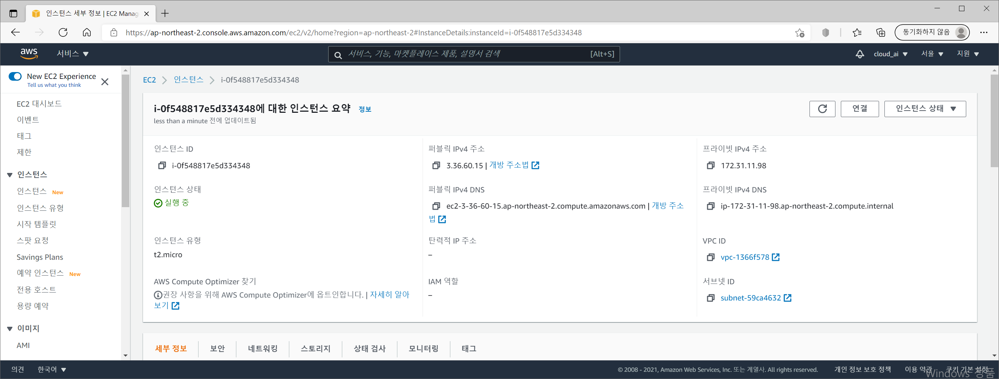 인스턴스 세부 정보 | EC2 Manag
https://ap-northeast-2.console.aws.amazon.com/ec2/v2/home?region=ap-northeast-2#InstanceDetails:instanceId=i-0f548817e5d334348
동기화하지 않음
aws
서비스
서비스, 기능, 마켓플레이스 제품, 설명서 검색
[Alt+S]
cloud_ai
서울
지원
New EC2 Experience
Tell us what you think
EC2 대시보드
이벤트
태그
제한
인스턴스
인스턴스 New
인스턴스 유형
시작 템플릿
스팟 요청
Savings Plans
예약 인스턴스 New
전용 호스트
용량 예약
이미지
AMI
EC2
인스턴스
i-0f548817e5d334348
i-0f548817e5d334348에 대한 인스턴스 요약 정보
less than a minute 전에 업데이트됨
연결
인스턴스 상태
인스턴스 ID
i-0f548817e5d334348
퍼블릭 IPv4 주소
3.36.60.15 | 개방 주소법
프라이빗 IPv4 주소
172.31.11.98
인스턴스 상태
실행 중
퍼블릭 IPv4 DNS
ec2-3-36-60-15.ap-northeast-2.compute.amazonaws.com | 개방 주소
법
프라이빗 IPv4 DNS
ip-172-31-11-98.ap-northeast-2.compute.internal
인스턴스 유형
t2.micro
탄력적 IP 주소
–
VPC ID
vpc-1366f578
AWS Compute Optimizer 찾기
권장 사항을 위해 AWS Compute Optimizer에 옵트인합니다. | 자세히 알아
보기
IAM 역할
–
서브넷 ID
subnet-59ca4632
세부 정보
보안
네트워킹
스토리지
상태 검사
모니터링
태그
의견
한국어
© 2008 - 2021, Amazon Web Services, Inc. 또는 계열사. All rights reserved.
개인 정보 보호 정책
이용 약관
쿠키 기본 설정
Windows 정품